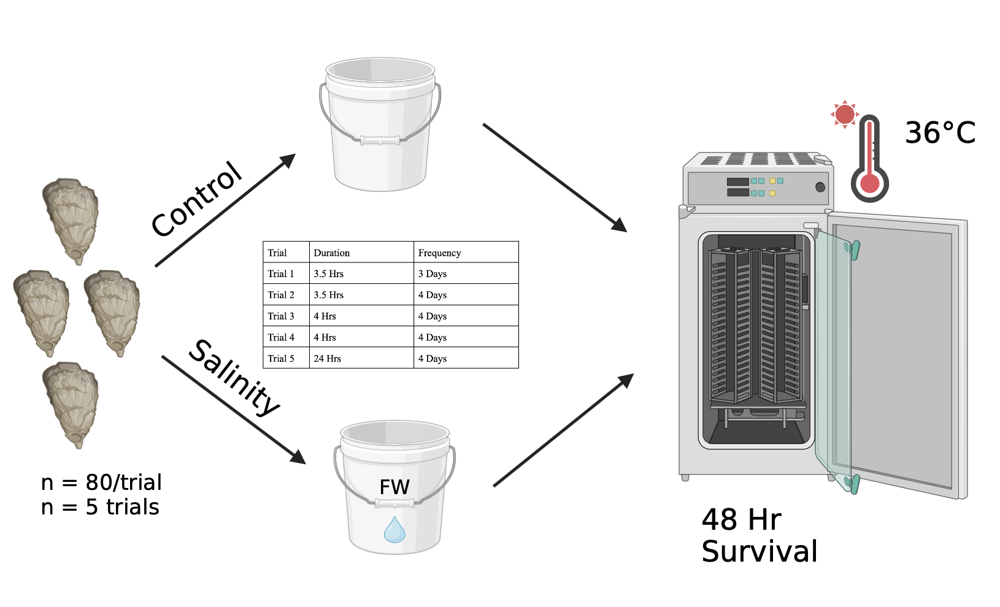 36°C
Control
Trial Duration Frequency
Trial 1 3.5 Hrs 3 Days
Trial 2 3.5 Hrs 4 Days
Trial 3 4 Hrs 4 Days
Trial 4 4 Hrs 4 Days
Trial 5 24 Hrs 4 Days
Salinity
FW
n = 80/trial
n = 5 trials
48 Hr
Survival